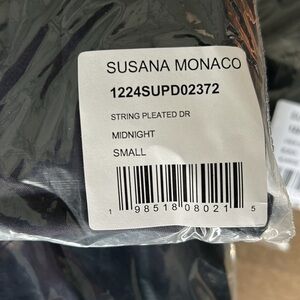 SUSANA MONACO
1224SUPD02372
STRING PLEATED DR
MIDNIGHT
SMALL
1 98518 08021 5